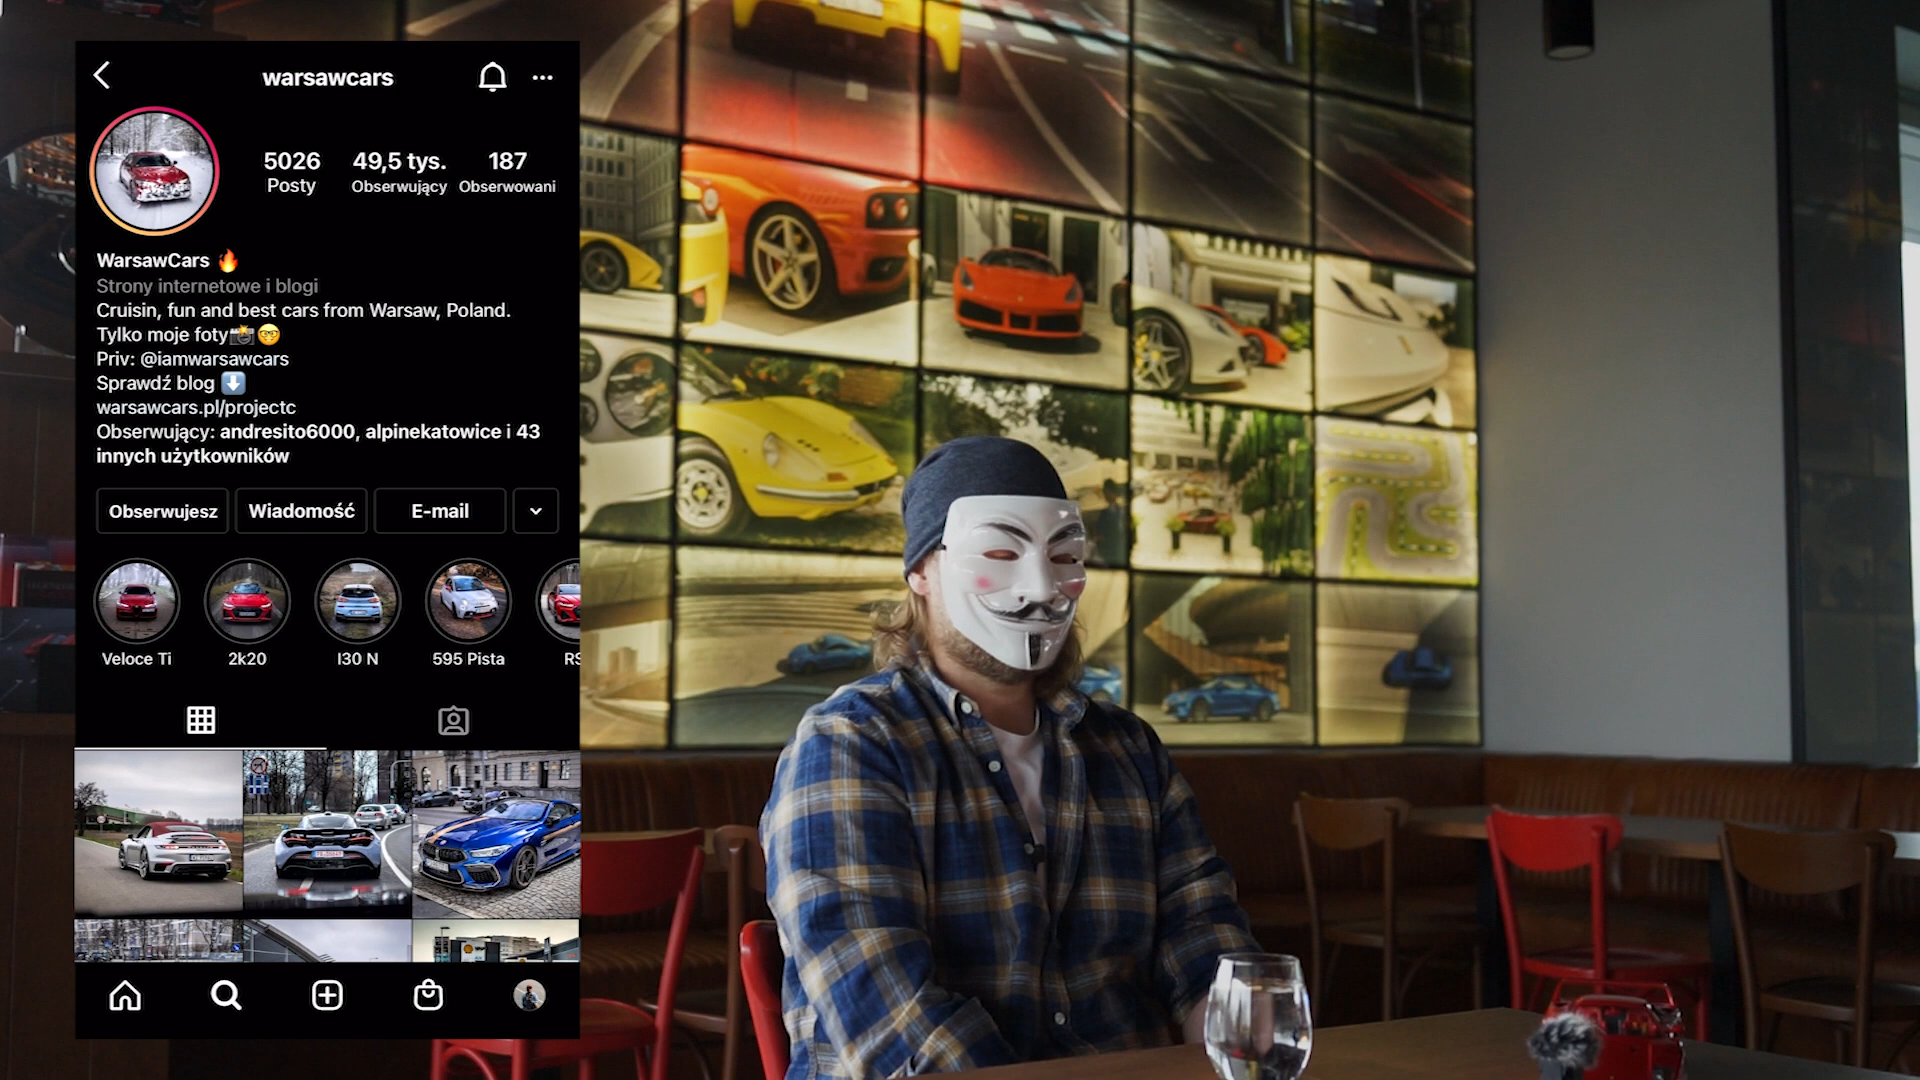 warsawcars
5026
Posty
49,5 tys.
Obserwujący
187
Obserwowani
WarsawCars 🔥
Strony internetowe i blogi
Cruisin, fun and best cars from Warsaw, Poland.
Tylko moje foty📸🤓
Priv: @iamwarsawcars
Sprawdź blog ⬇️
warsawcars.pl/projectc
Obserwujący: andresito6000, alpinekatowice i 43
innych użytkowników
Obserwujesz
Wiadomość
E-mail
Veloce Ti
2k20
I30 N
595 Pista
RS